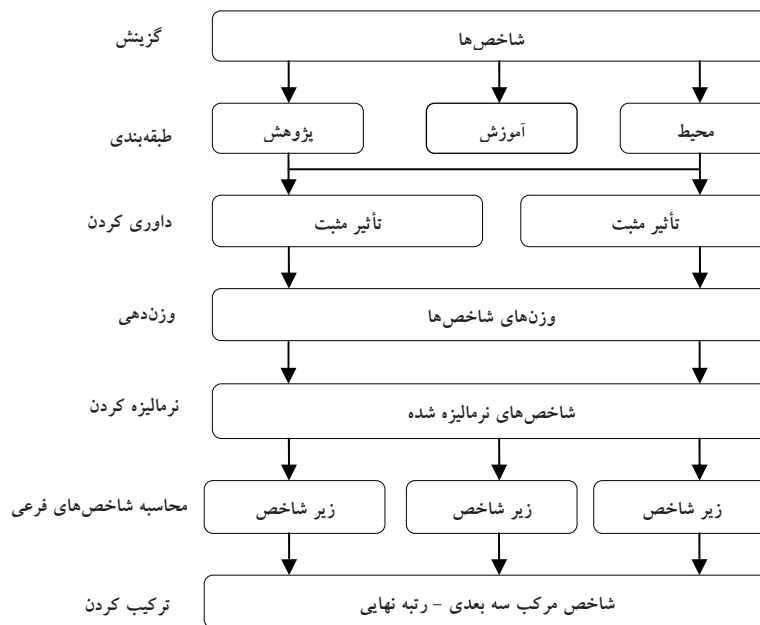 گزینش
شاخص‌ها
طبقه‌بندی
محیط
آموزش
پژوهش
داوری کردن
تأثیر مثبت
تأثیر مثبت
وزن‌دهی
وزن‌های شاخص‌ها
نرمالیزه کردن
شاخص‌های نرمالیزه شده
محاسبه شاخص‌های فرعی
زیر شاخص
زیر شاخص
زیر شاخص
ترکیب کردن
شاخص مرکب سه بعدی – رتبه نهایی